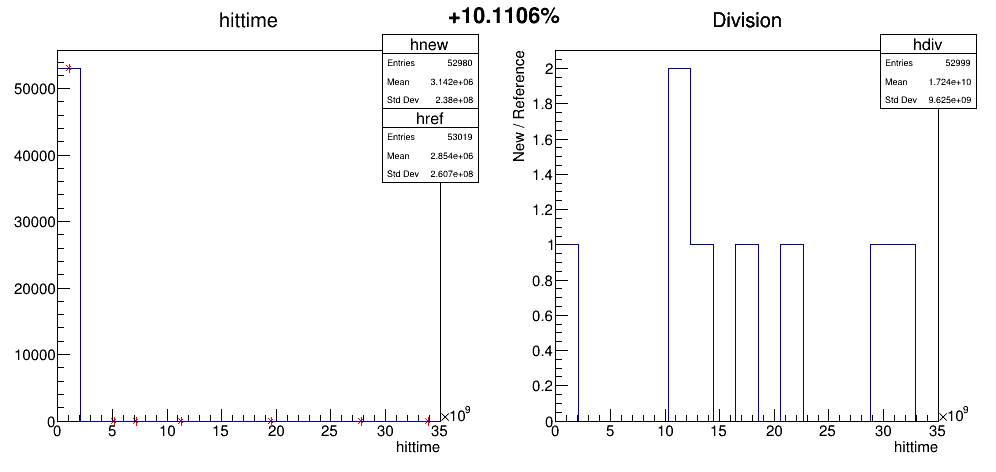 +10.1106%
hittime
hnew
Entries 52980
Mean 3.142e+06
Std Dev 2.38e+08
href
Entries 53019
Mean 2.854e+06
Std Dev 2.607e+08
50000
40000
30000
20000
10000
0
0 5 10 15 20 25 30 35
×10⁹
hittime
Division
hdiv
Entries 52999
Mean 1.724e+10
Std Dev 9.625e+09
New / Reference
2
1.8
1.6
1.4
1.2
1
0.8
0.6
0.4
0.2
0
0 5 10 15 20 25 30 35
×10⁹
hittime